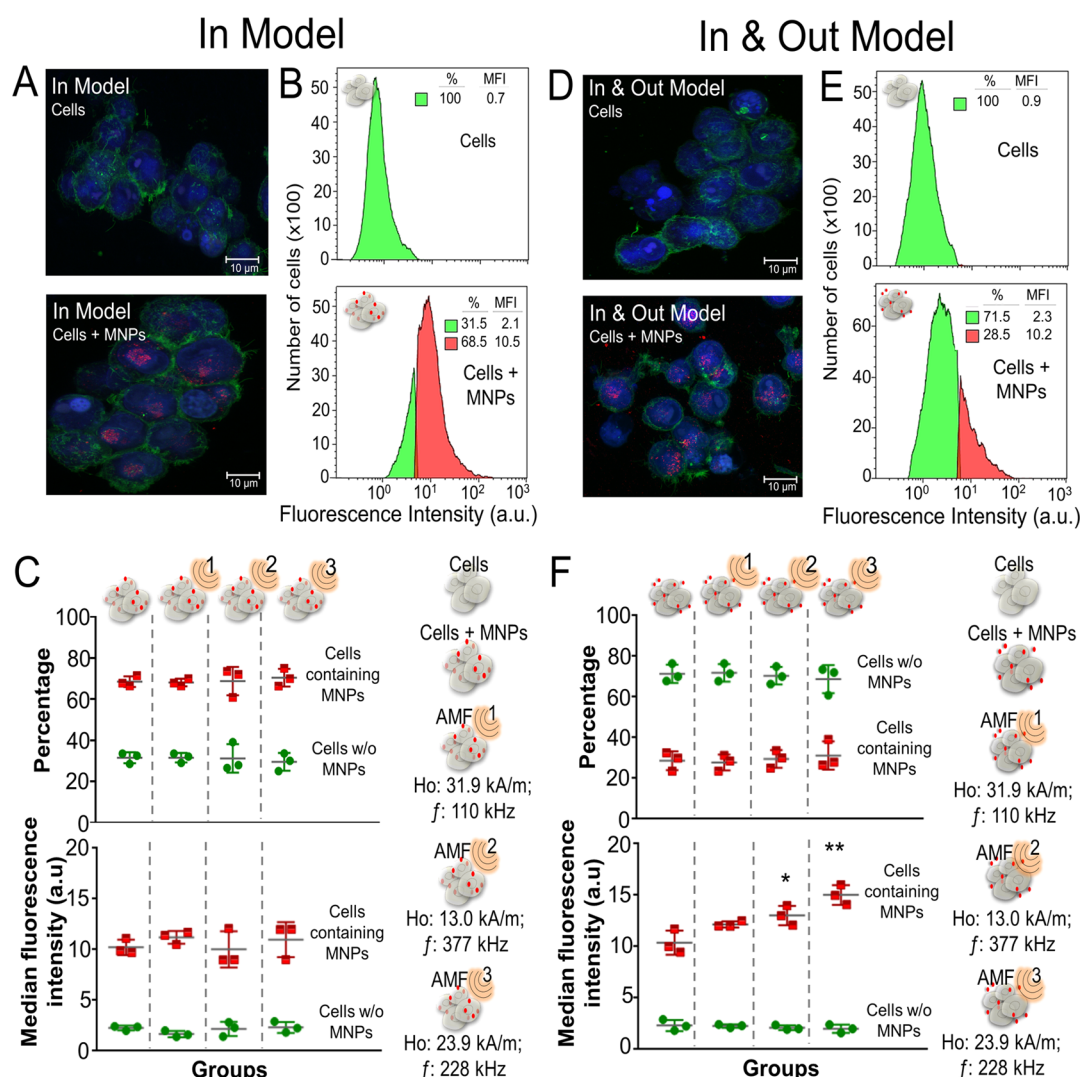 In Model
In & Out Model
A
In Model
Cells
10 µm
In Model
Cells + MNPs
10 µm
B
Number of cells (x100)
50
40
30
20
10
0
% MFI
100 0.7
Cells
50
40
30
20
10
0
% MFI
31.5 2.1
68.5 10.5
Cells +
MNPs
10⁰ 10¹ 10² 10³
Fluorescence Intensity (a.u.)
D
In & Out Model
Cells
10 µm
In & Out Model
Cells + MNPs
10 µm
E
Number of cells (x100)
50
40
30
20
10
0
% MFI
100 0.9
Cells
60
40
20
0
% MFI
71.5 2.3
28.5 10.2
Cells +
MNPs
10⁰ 10¹ 10² 10³
Fluorescence Intensity (a.u.)
C
1 2 3
Percentage
100
80
60
40
20
0
Cells
containing
MNPs
Cells w/o
MNPs
Median fluorescence
intensity (a.u)
20
15
10
5
0
Cells
containing
MNPs
Cells w/o
MNPs
Groups
Cells
Cells + MNPs
AMF 1
Ho: 31.9 kA/m;
ƒ: 110 kHz
AMF 2
Ho: 13.0 kA/m;
ƒ: 377 kHz
AMF 3
Ho: 23.9 kA/m;
ƒ: 228 kHz
F
1 2 3
Percentage
100
80
60
40
20
0
Cells w/o
MNPs
Cells
containing
MNPs
Median fluorescence
intensity (a.u)
20
15
10
5
0
* **
Cells
containing
MNPs
Cells w/o
MNPs
Groups
Cells
Cells + MNPs
AMF 1
Ho: 31.9 kA/m;
ƒ: 110 kHz
AMF 2
Ho: 13.0 kA/m;
ƒ: 377 kHz
AMF 3
Ho: 23.9 kA/m;
ƒ: 228 kHz